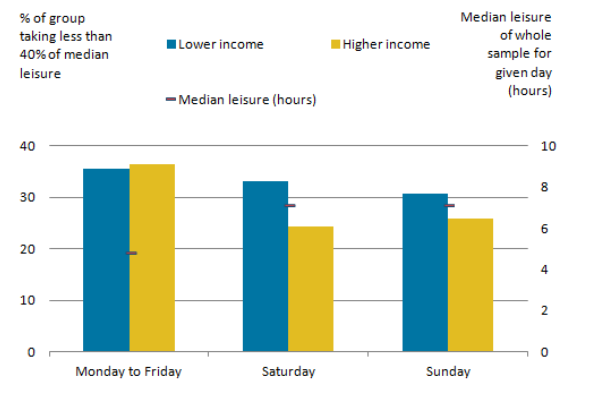 % of group
taking less than
40% of median
leisure
Lower income
Higher income
Median leisure
of whole
sample for
given day
(hours)
Median leisure (hours)
40
30
20
10
0
10
8
6
4
2
0
Monday to Friday
Saturday
Sunday